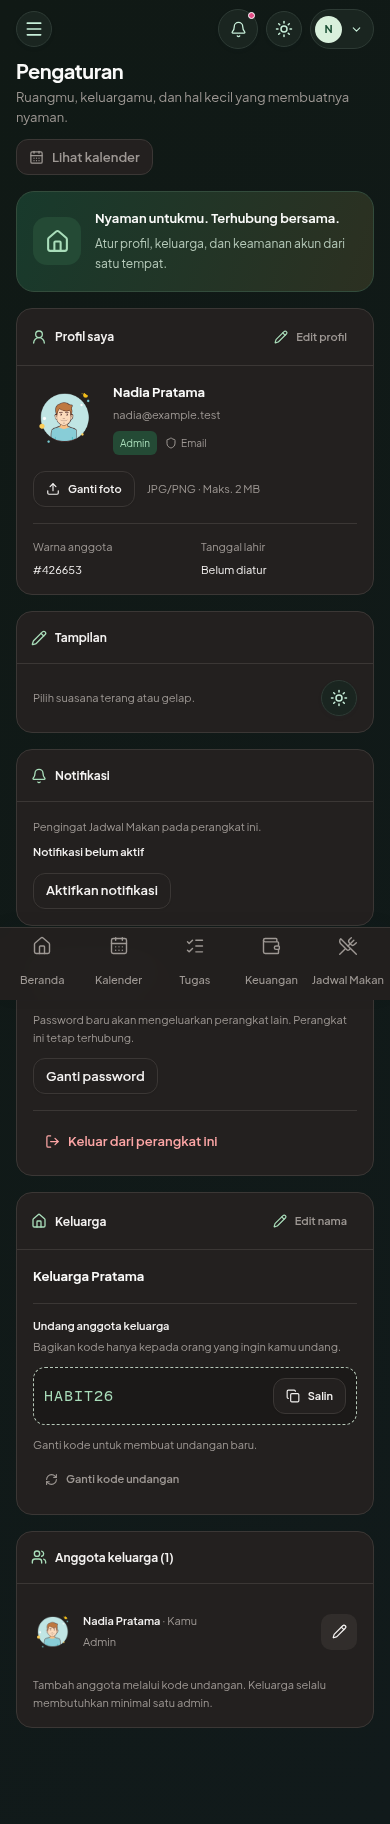 N
Pengaturan
Ruangmu, keluargamu, dan hal kecil yang membuatnya
nyaman.
Lihat kalender
Nyaman untukmu. Terhubung bersama.
Atur profil, keluarga, dan keamanan akun dari
satu tempat.
Profil saya
Edit profil
Nadia Pratama
nadia@example.test
Admin
Email
Ganti foto
JPG/PNG · Maks. 2 MB
Warna anggota
Tanggal lahir
#426653
Belum diatur
Tampilan
Pilih suasana terang atau gelap.
Notifikasi
Pengingat Jadwal Makan pada perangkat ini.
Notifikasi belum aktif
Aktifkan notifikasi
Beranda
Kalender
Tugas
Keuangan
Jadwal Makan
Password baru akan mengeluarkan perangkat lain. Perangkat
ini tetap terhubung.
Ganti password
Keluar dari perangkat ini
Keluarga
Edit nama
Keluarga Pratama
Undang anggota keluarga
Bagikan kode hanya kepada orang yang ingin kamu undang.
HABIT26
Salin
Ganti kode untuk membuat undangan baru.
Ganti kode undangan
Anggota keluarga (1)
Nadia Pratama · Kamu
Admin
Tambah anggota melalui kode undangan. Keluarga selalu
membutuhkan minimal satu admin.